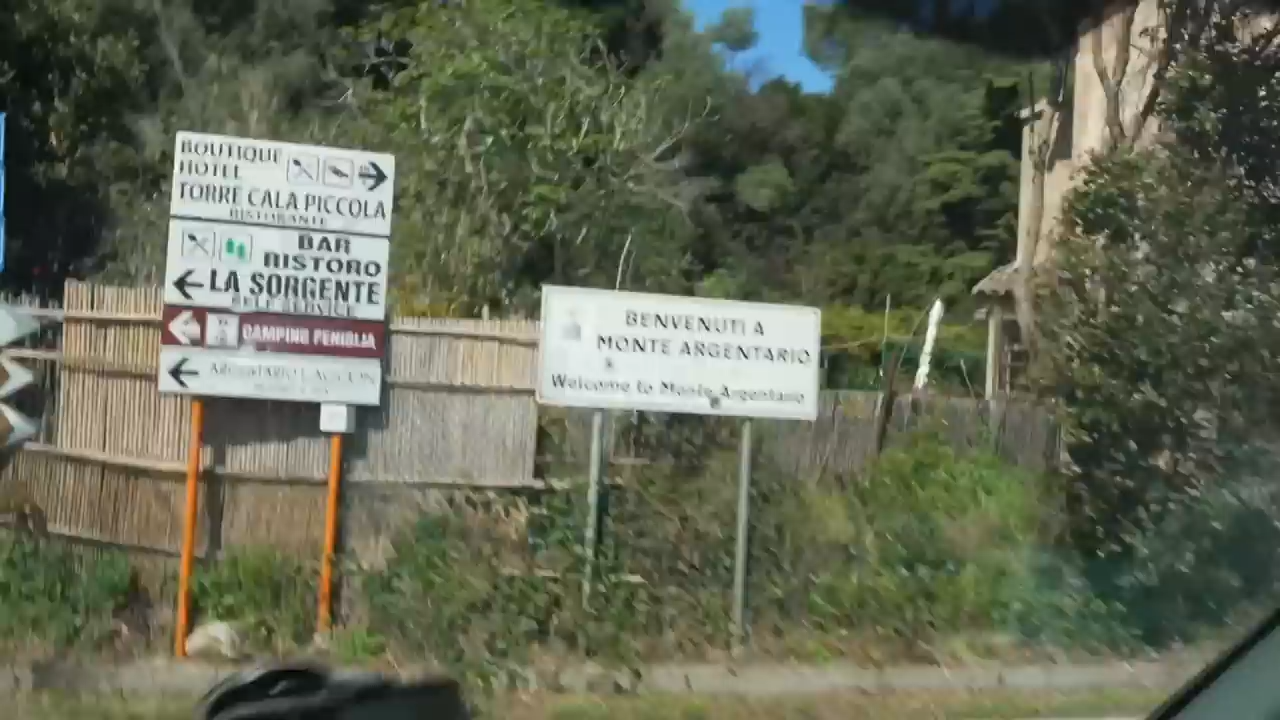 BOUTIQUE
HOTEL
TORRE CALA PICCOLA
RISTORANTE
BAR
RISTORO
LA SORGENTE
SELF SERVICE
CAMPING FENIGLIA
BENVENUTI A
MONTE ARGENTARIO
Welcome to Monte Argentario